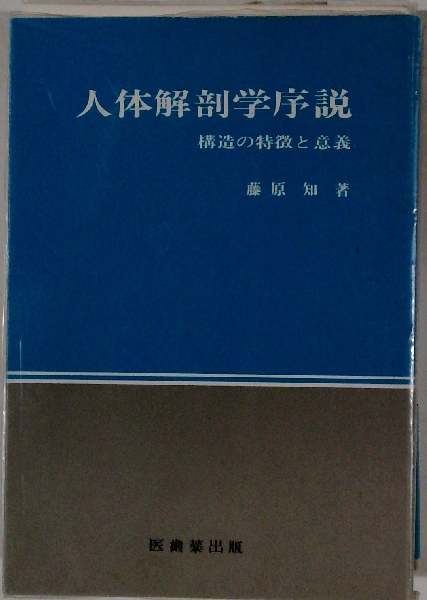 人体解剖学序説
構造の特徴と意義
藤原 知 著
医歯薬出版